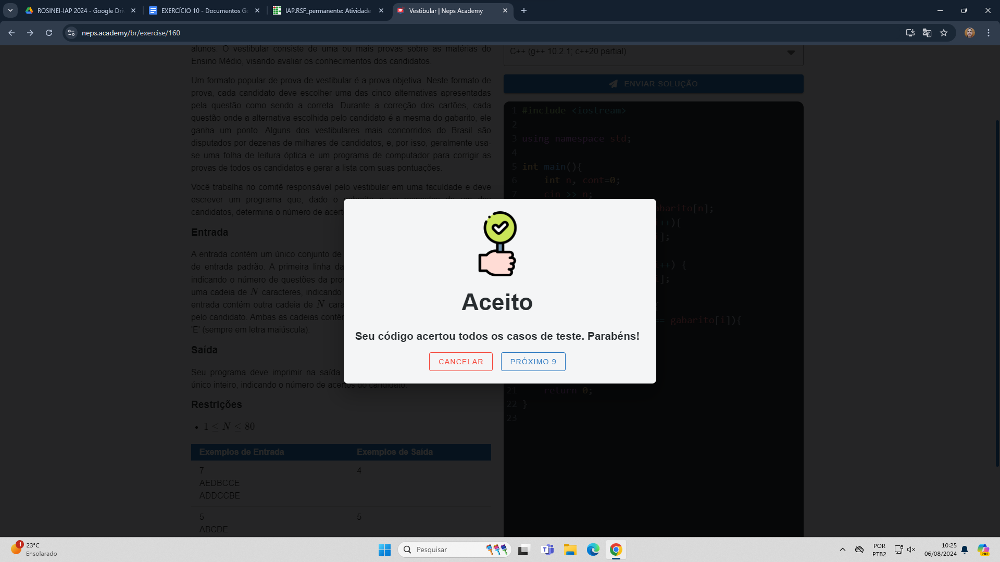 ROSINEI-IAP 2024 - Google Dri
EXERCÍCIO 10 - Documentos Go
IAP.RSF_permanente: Atividade
Vestibular | Neps Academy
neps.academy/br/exercise/160
alunos. O vestibular consiste de uma ou mais provas sobre as matérias do
Ensino Médio, visando avaliar os conhecimentos dos candidatos.
Um formato popular de prova de vestibular é a prova objetiva. Neste formato de
prova, cada candidato deve escolher uma das cinco alternativas apresentadas
pela questão como sendo a correta. Durante a correção dos cartões, cada
questão onde a alternativa escolhida pelo candidato é a mesma do gabarito, ele
ganha um ponto. Alguns dos vestibulares mais concorridos do Brasil são
disputados por dezenas de milhares de candidatos, e, por isso, geralmente usa-
se uma folha de leitura óptica e um programa de computador para corrigir as
provas de todos os candidatos e gerar a lista com suas pontuações.
Você trabalha no comitê responsável pelo vestibular em uma faculdade e deve
escrever um programa que, dado o
candidatos, determina o número de acert
Entrada
A entrada contém um único conjunto de
de entrada padrão. A primeira linha da
indicando o número de questões da pro
uma cadeia de N caracteres, indicando
entrada contém outra cadeia de N cara
pelo candidato. Ambas as cadeias contê
'E' (sempre em letra maiúscula).
Saída
Seu programa deve imprimir na saída
único inteiro, indicando o número de acertos do candidato.
Restrições
• 1 ≤ N ≤ 80
Exemplos de Entrada Exemplos de Saída
7 4
AEDBCCE
ADDCCBE
5 5
ABCDE
C++ (g++ 10.2.1; c++20 partial)
ENVIAR SOLUÇÃO
1 #include <iostream>
2
3 using namespace std;
4
5 int main(){
6 int n, cont=0;
7 cin >> n;
abarito[n];
i++){
i];
i++) {
i];
{
== gabarito[i]){
21 return 0;
22 }
23
Aceito
Seu código acertou todos os casos de teste. Parabéns!
CANCELAR
PRÓXIMO 9
1
23°C
Ensolarado
Pesquisar
POR
PTB2
10:25
06/08/2024
PRE